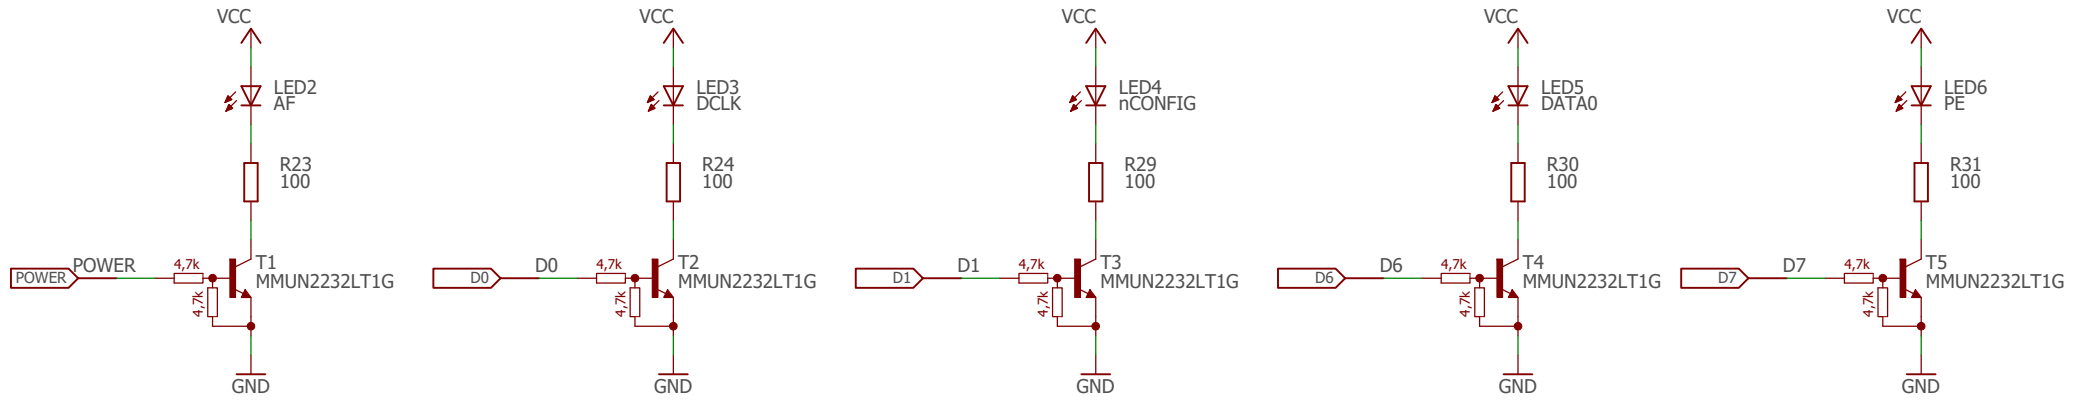 VCC
LED2
AF
R23
100
POWER
POWER
4,7k
4,7k
T1
MMUN2232LT1G
GND
VCC
LED3
DCLK
R24
100
D0
D0
4,7k
4,7k
T2
MMUN2232LT1G
GND
VCC
LED4
nCONFIG
R29
100
D1
D1
4,7k
4,7k
T3
MMUN2232LT1G
GND
VCC
LED5
DATA0
R30
100
D6
D6
4,7k
4,7k
T4
MMUN2232LT1G
GND
VCC
LED6
PE
R31
100
D7
D7
4,7k
4,7k
T5
MMUN2232LT1G
GND